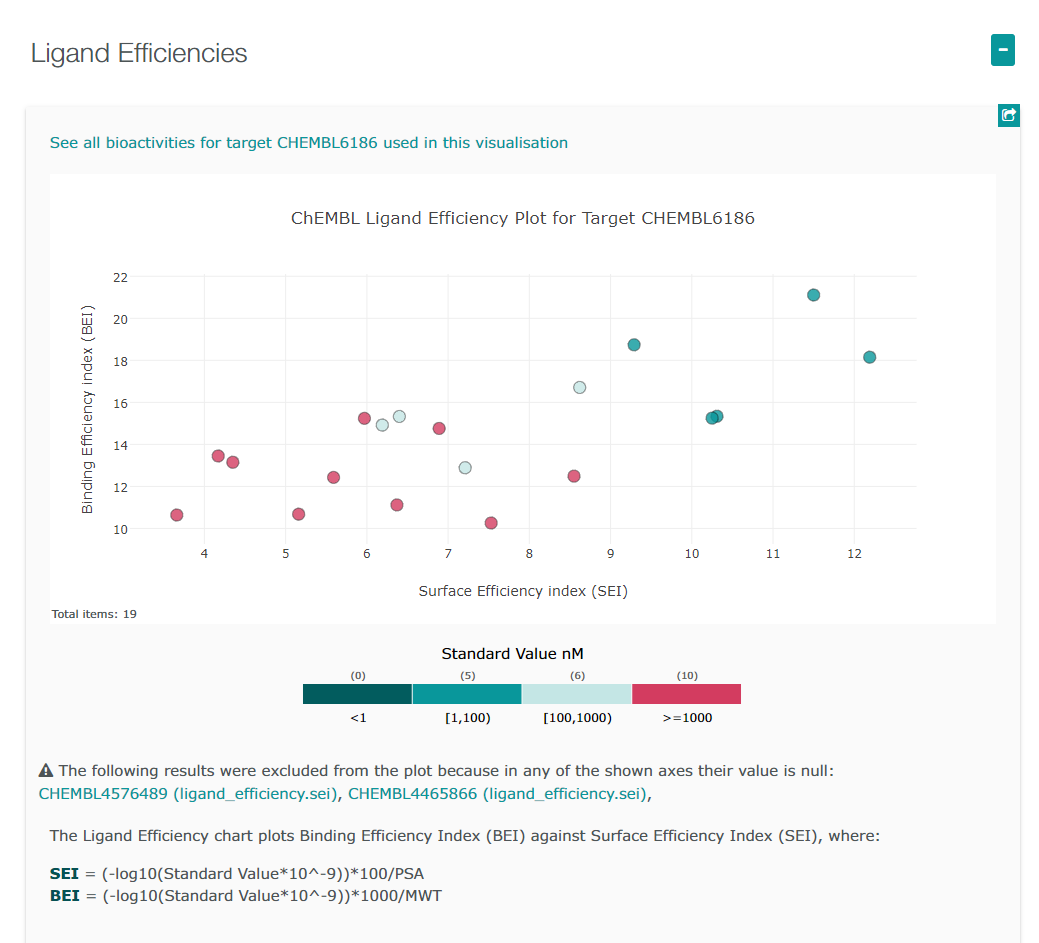 Ligand Efficiencies
See all bioactivities for target CHEMBL6186 used in this visualisation
ChEMBL Ligand Efficiency Plot for Target CHEMBL6186
Binding Efficiency index (BEI)
22
20
18
16
14
12
10
4 5 6 7 8 9 10 11 12
Surface Efficiency index (SEI)
Total items: 19
Standard Value nM
(0) (5) (6) (10)
<1 [1,100) [100,1000) >=1000
The following results were excluded from the plot because in any of the shown axes their value is null:
CHEMBL4576489 (ligand_efficiency.sei), CHEMBL4465866 (ligand_efficiency.sei),
The Ligand Efficiency chart plots Binding Efficiency Index (BEI) against Surface Efficiency Index (SEI), where:
SEI = (-log10(Standard Value*10^-9))*100/PSA
BEI = (-log10(Standard Value*10^-9))*1000/MWT